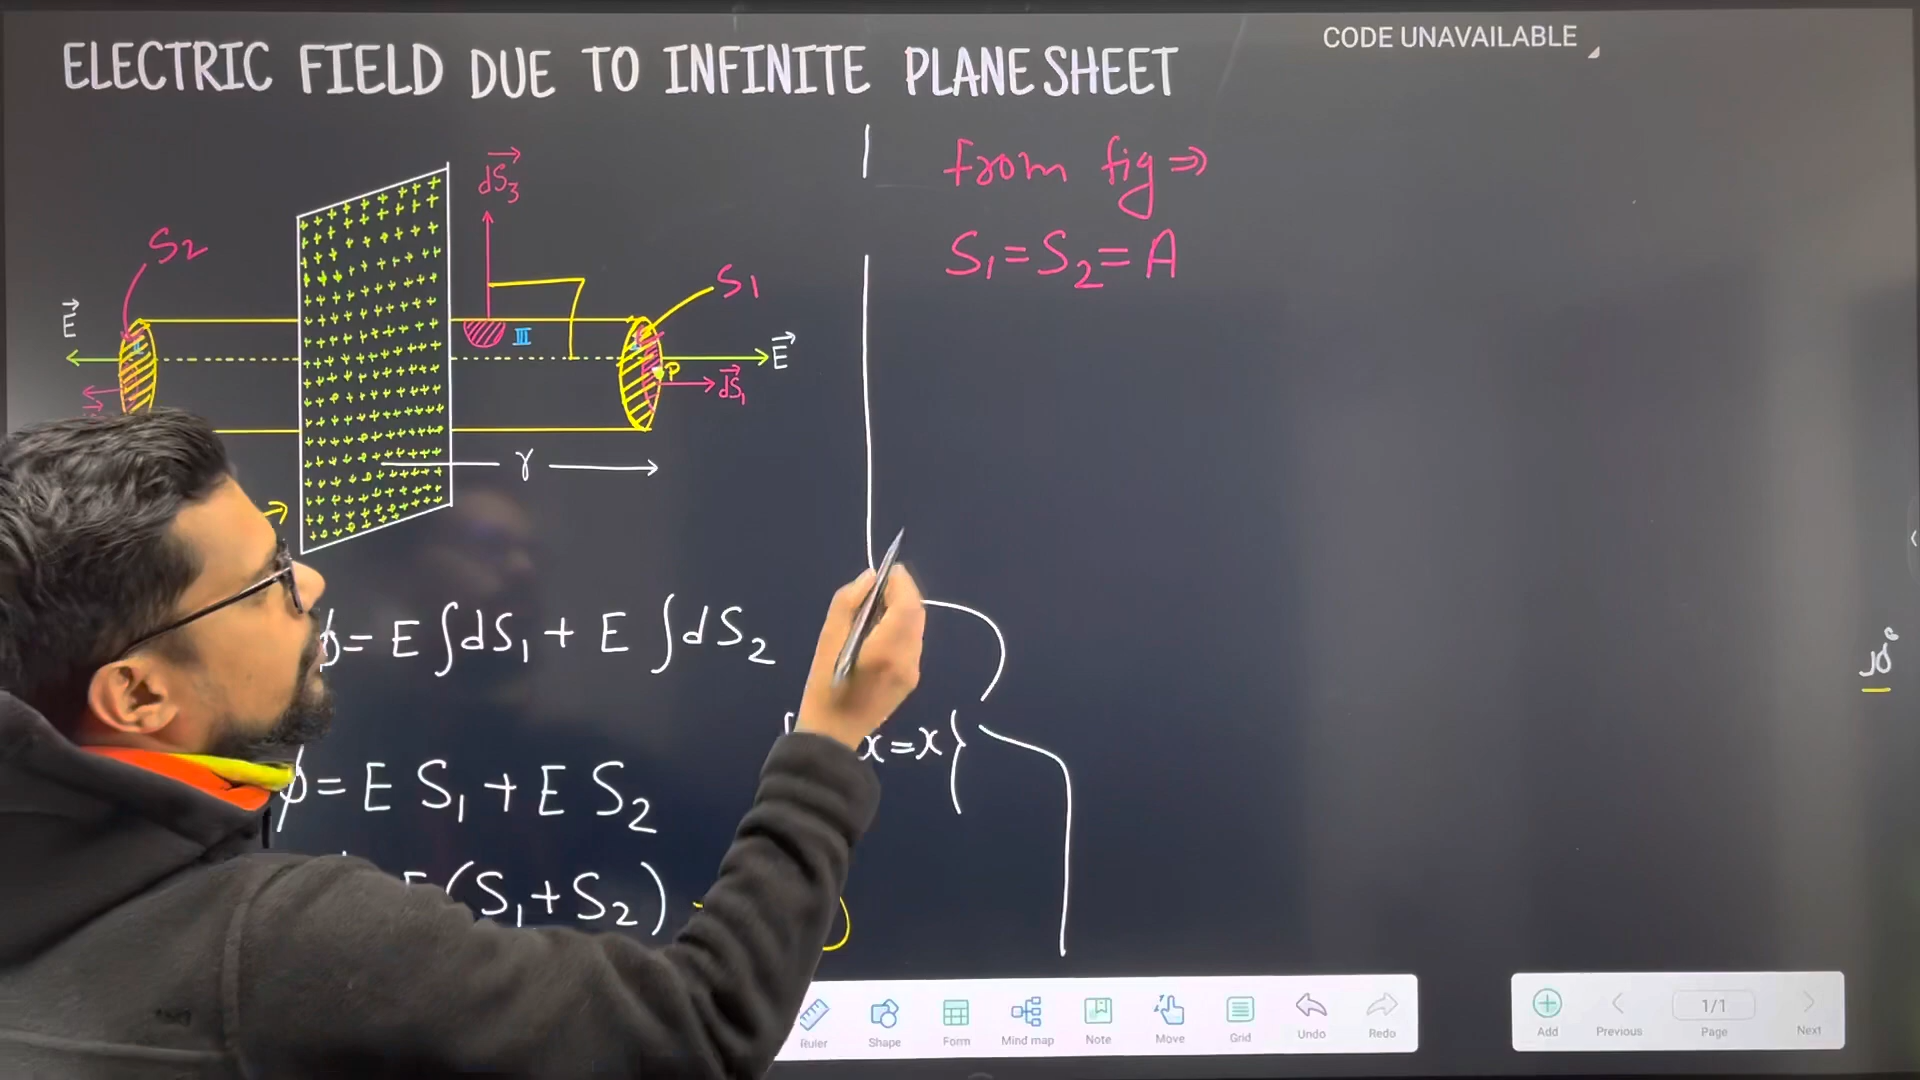 ELECTRIC FIELD DUE TO INFINITE PLANE SHEET
CODE UNAVAILABLE
dS₃
S₂
S₁
E
III
E
P
dS₁
r
ϕ = E ∫dS₁ + E ∫dS₂
x = x }
ϕ = E S₁ + E S₂
E (S₁ + S₂)
from fig ⇒
S₁ = S₂ = A
Ruler
Shape
Form
Mind map
Note
Move
Grid
Undo
Redo
Add
Previous
1/1
Page
Next